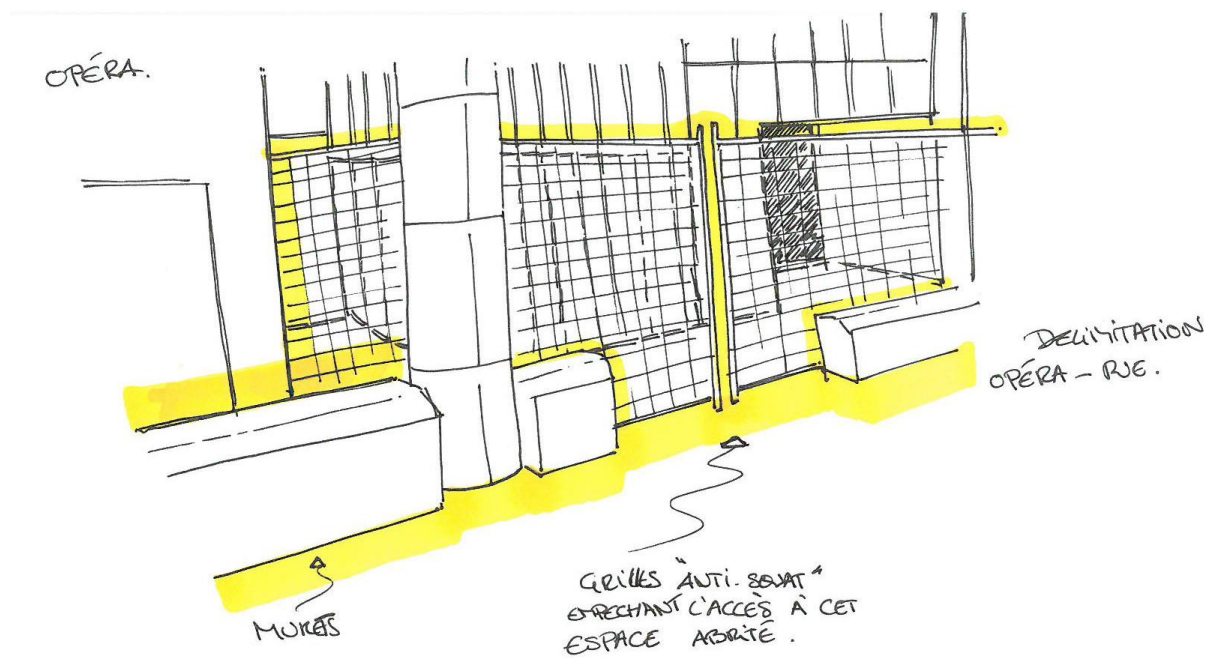 OPÉRA.
DELIMITATION
OPÉRA – RUE.
GRILLES "ANTI-SQUAT"
EMPECHANT L'ACCÈS À CET
ESPACE ABRITÉ.
MURETS